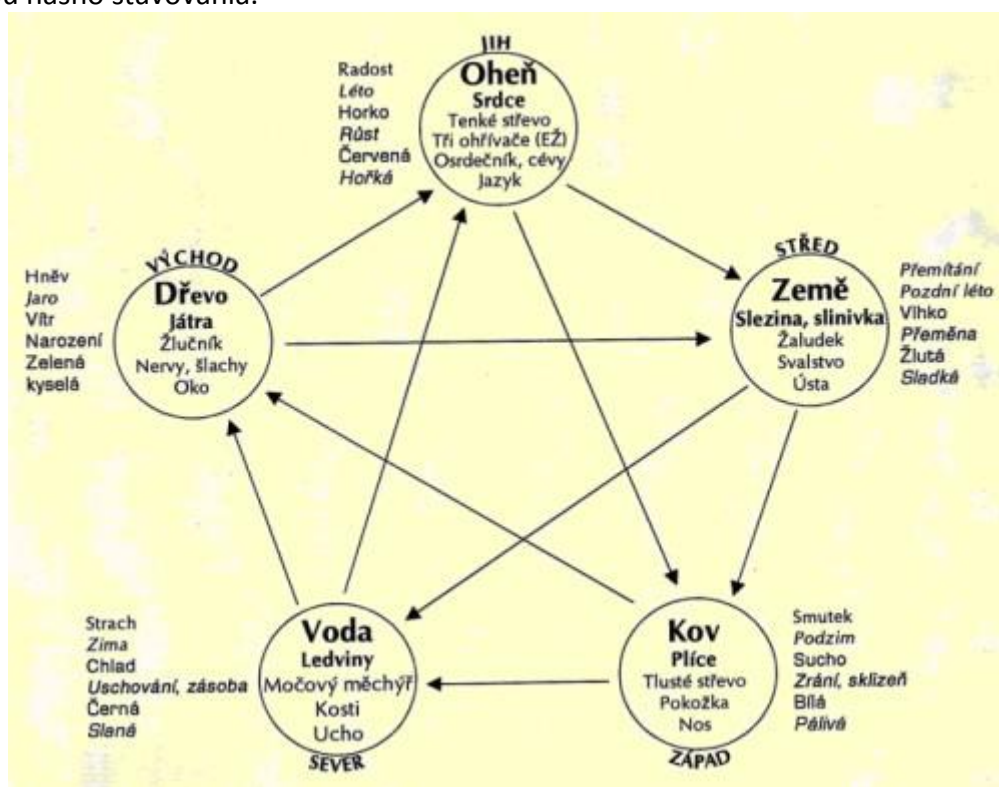 a našho stavovania.
JIH
Oheň
Srdce
Tenké střevo
Tři ohřívače (EŽ)
Osrdečník, cévy
Jazyk
Radost
Léto
Horko
Růst
Červená
Hořká
VÝCHOD
Dřevo
Játra
Žlučník
Nervy, šlachy
Oko
Hněv
Jaro
Vítr
Narození
Zelená
kyselá
STŘED
Země
Slezina, slinivka
Žaludek
Svalstvo
Ústa
Přemítání
Pozdní léto
Vlhko
Přeměna
Žlutá
Sladká
Voda
Ledviny
Močový měchýř
Kosti
Ucho
SEVER
Strach
Zima
Chlad
Uschování, zásoba
Černá
Slaná
Kov
Plíce
Tlusté střevo
Pokožka
Nos
ZÁPAD
Smutek
Podzim
Sucho
Zrání, sklizeň
Bílá
Pálivá